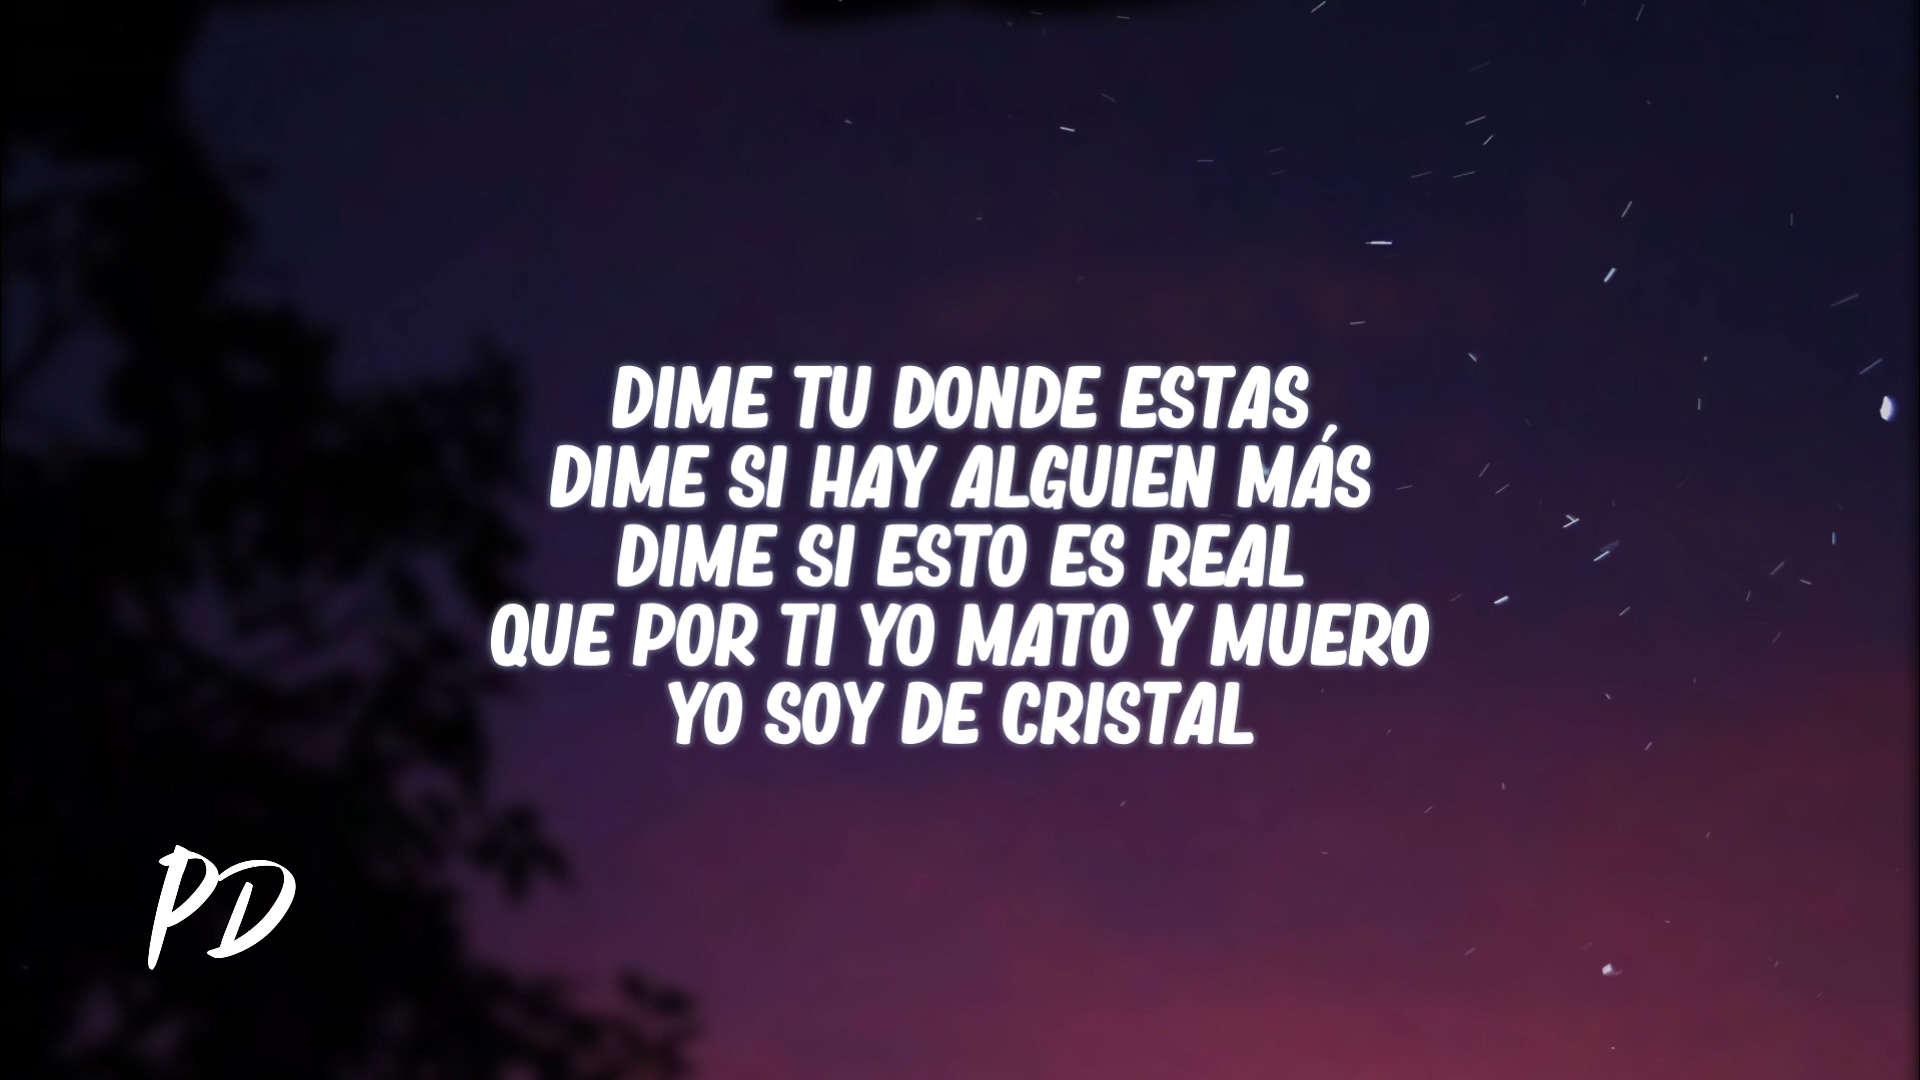 DIME TU DONDE ESTAS
DIME SI HAY ALGUIEN MÁS
DIME SI ESTO ES REAL
QUE POR TI YO MATO Y MUERO
YO SOY DE CRISTAL
PD